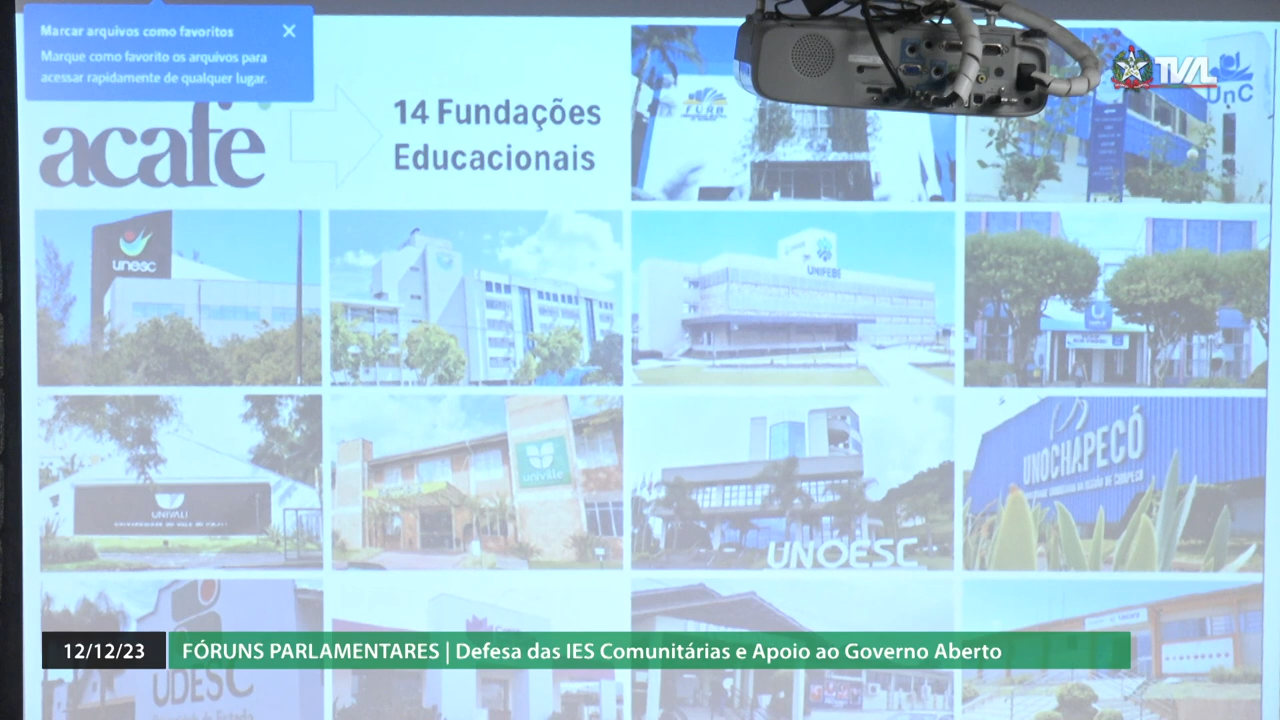 Marcar arquivos como favoritos
Marque como favorito os arquivos para
acessar rapidamente de qualquer lugar.
acafe
14 Fundações
Educacionais
FURB
TVAL
UnC
unesc
UNIFEBE
UNIVALI
univille
UNOESC
UNOCHAPECÓ
UDESC
12/12/23
FÓRUNS PARLAMENTARES | Defesa das IES Comunitárias e Apoio ao Governo Aberto